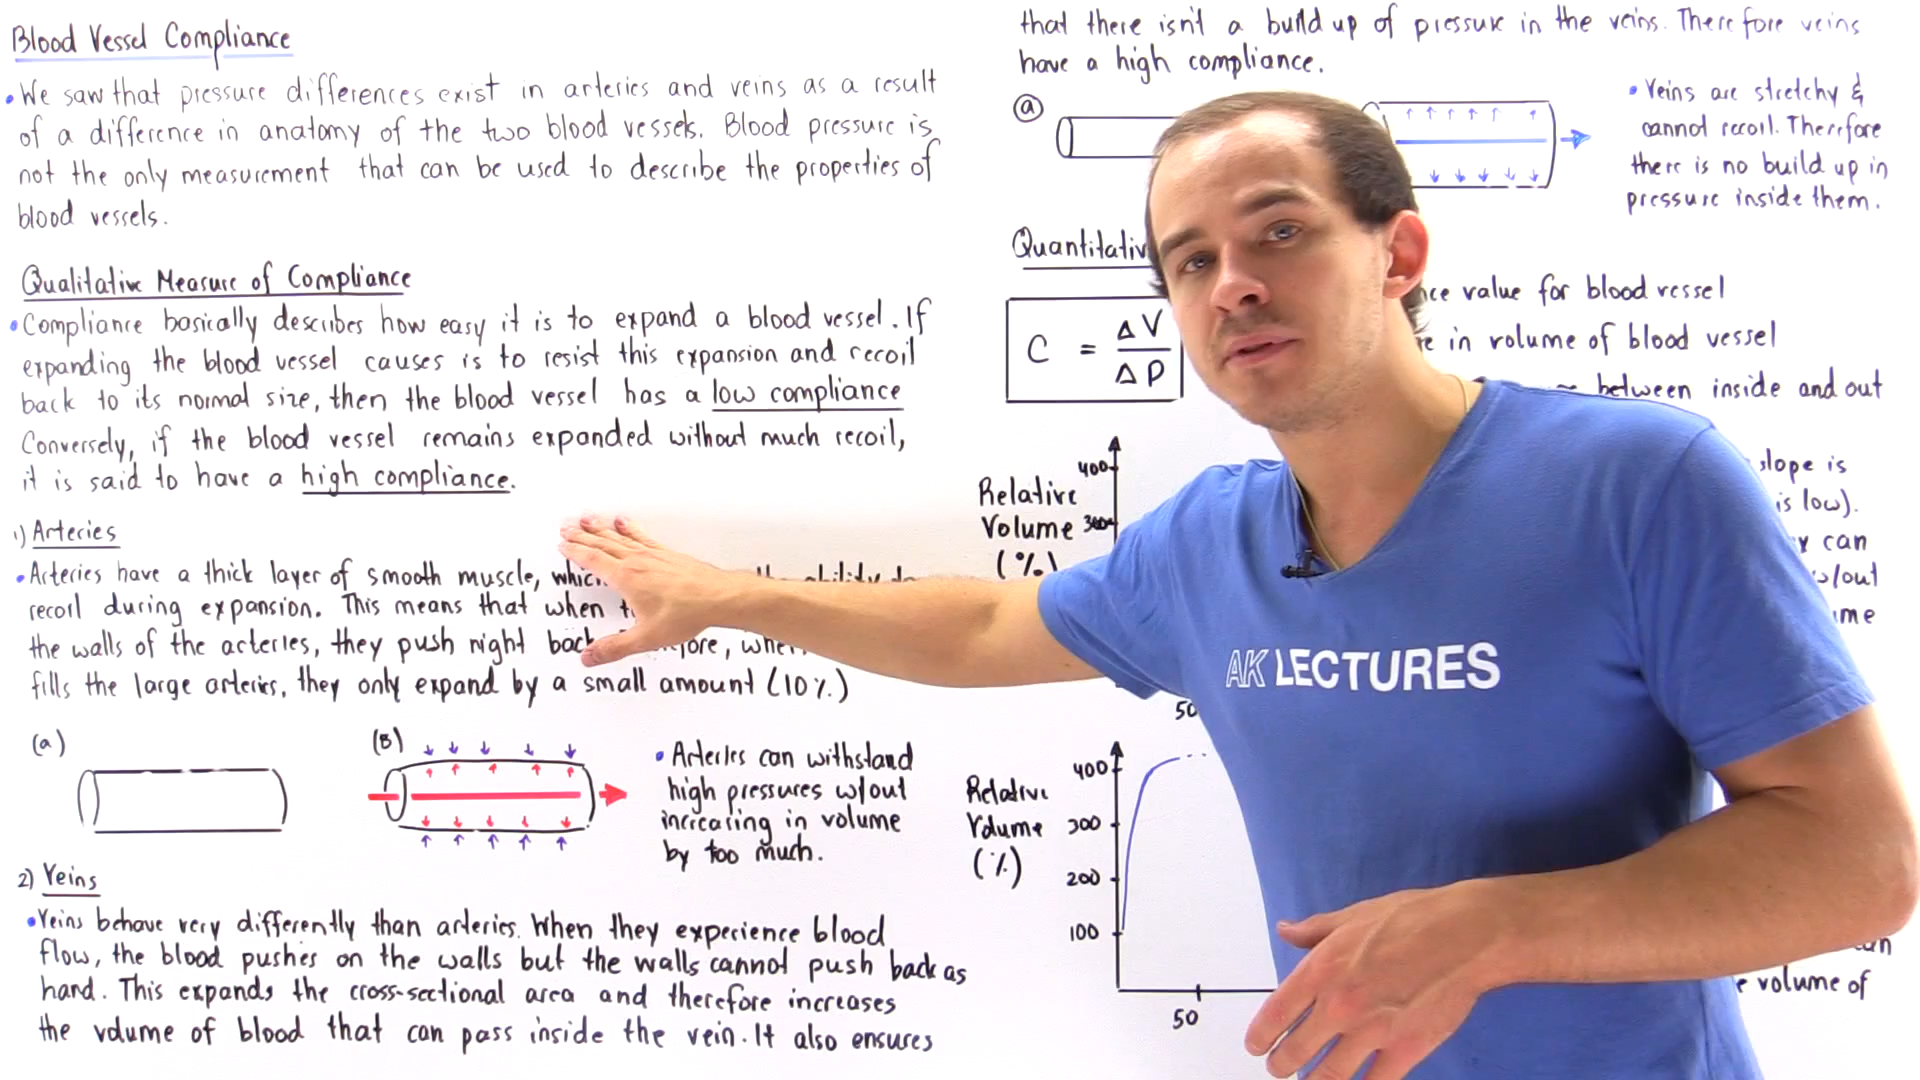 Blood Vessel Compliance
• We saw that pressure differences exist in arteries and veins as a result
of a difference in anatomy of the two blood vessels. Blood pressure is
not the only measurement that can be used to describe the properties of
blood vessels.
Qualitative Measure of Compliance
• Compliance basically describes how easy it is to expand a blood vessel. If
expanding the blood vessel causes is to resist this expansion and recoil
back to its normal size, then the blood vessel has a low compliance
Conversely, if the blood vessel remains expanded without much recoil,
it is said to have a high compliance.
1) Arteries
• Arteries have a thick layer of smooth muscle, ability to
recoil during expansion. This means that when
the walls of the arteries, they push right back
fills the large arteries, they only expand by a small amount (10%)
(a)
(B)
• Arteries can withstand
high pressures w/out
increasing in volume
by too much.
2) Veins
• Veins behave very differently than arteries. When they experience blood
flow, the blood pushes on the walls but the walls cannot push back as
hard. This expands the cross-sectional area and therefore increases
the volume of blood that can pass inside the vein. It also ensures
that there isn't a build up of pressure in the veins. Therefore veins
have a high compliance.
(a)
• Veins are stretchy &
cannot recoil. Therefore
there is no build up in
pressure inside them.
value for blood vessel
C = ΔV / ΔP
in volume of blood vessel
between inside and out
Relative
Volume
(%)
400
300
50
slope is
is low).
can
w/out
Relative
Volume
(%)
400
300
200
100
50
volume of
AK LECTURES